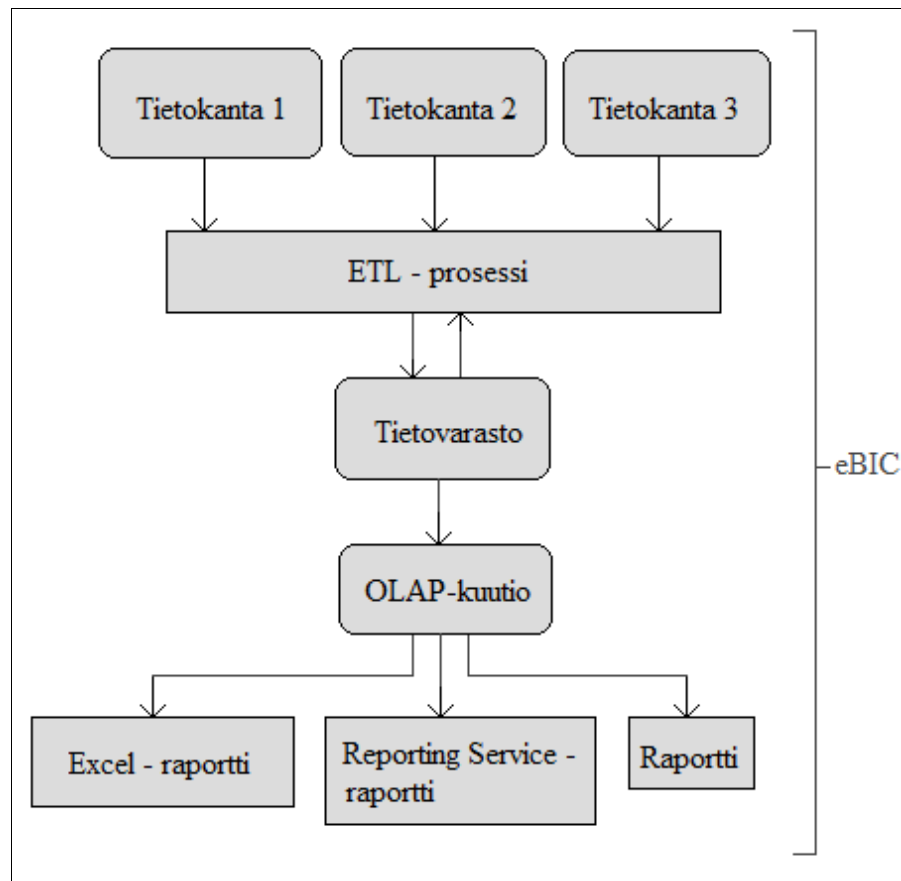 Tietokanta 1
Tietokanta 2
Tietokanta 3
ETL - prosessi
Tietovarasto
eBIC
OLAP-kuutio
Excel - raportti
Reporting Service -
raportti
Raportti